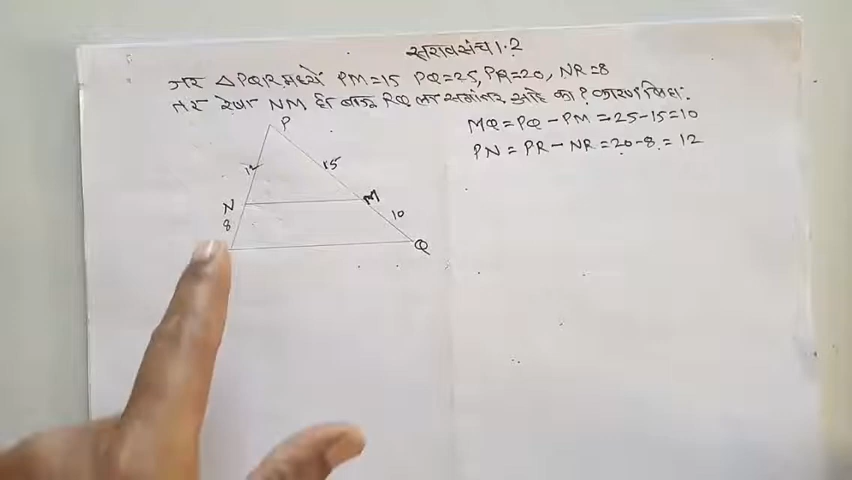 सरावसंच 1.2
जर △PQR मध्ये PM=15 PQ=25, PR=20, NR=8
तर रेषा NM ही बाजू RQ ला समांतर आहे का? कारण लिहा.
MQ = PQ - PM = 25-15=10
PN = PR - NR = 20-8 = 12
P
12
15
N
M
8
10
Q